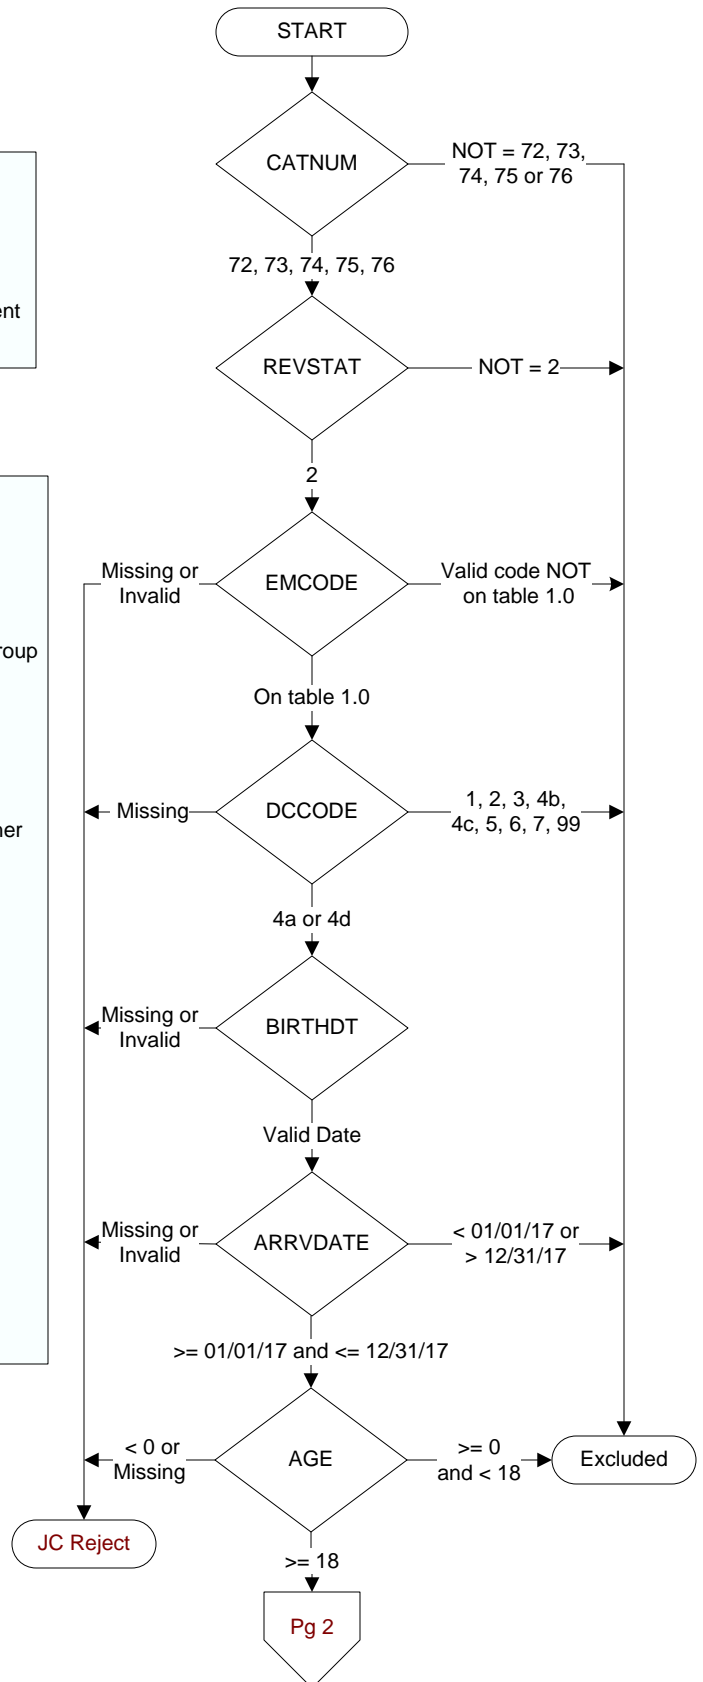 START
CATNUM
NOT = 72, 73,
74, 75 or 76
72, 73, 74, 75, 76
ent
REVSTAT
NOT = 2
2
Missing or
Invalid
EMCODE
Valid code NOT
on table 1.0
roup
On table 1.0
Missing
DCCODE
1, 2, 3, 4b,
4c, 5, 6, 7, 99
ner
4a or 4d
Missing or
Invalid
BIRTHDT
Valid Date
Missing or
Invalid
ARRVDATE
< 01/01/17 or
> 12/31/17
>= 01/01/17 and <= 12/31/17
< 0 or
Missing
AGE
>= 0
and < 18
Excluded
JC Reject
>= 18
Pg 2